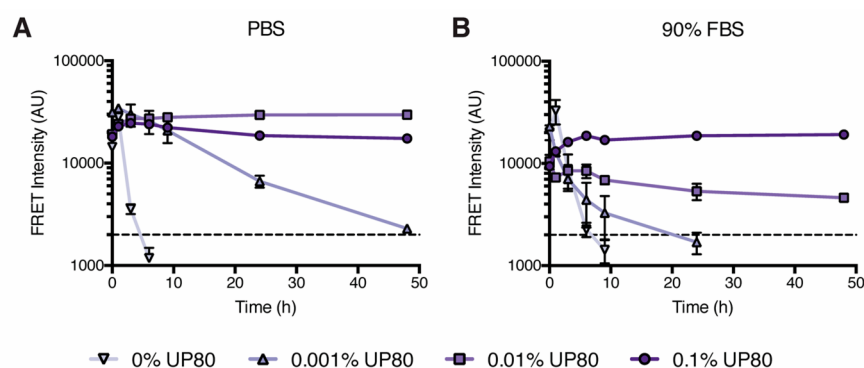 A
PBS
FRET Intensity (AU)
100000
10000
1000
0
10
20
30
40
50
Time (h)
B
90% FBS
FRET Intensity (AU)
100000
10000
1000
0
10
20
30
40
50
Time (h)
0% UP80
0.001% UP80
0.01% UP80
0.1% UP80